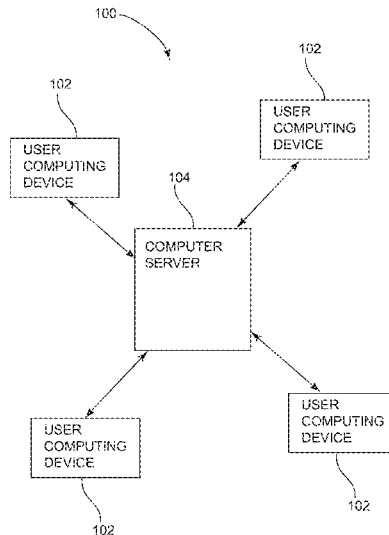 100
102
102
USER
COMPUTING
DEVICE
USER
COMPUTING
DEVICE
104
COMPUTER
SERVER
USER
COMPUTING
DEVICE
USER
COMPUTING
DEVICE
102
102